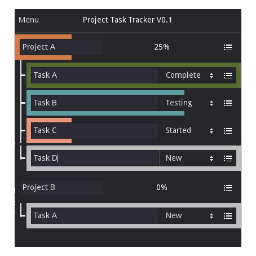 Menu Project Task Tracker V0.1
Project A 25%
Task A Complete
Task B Testing
Task C Started
Task D New
Project B 0%
Task A New